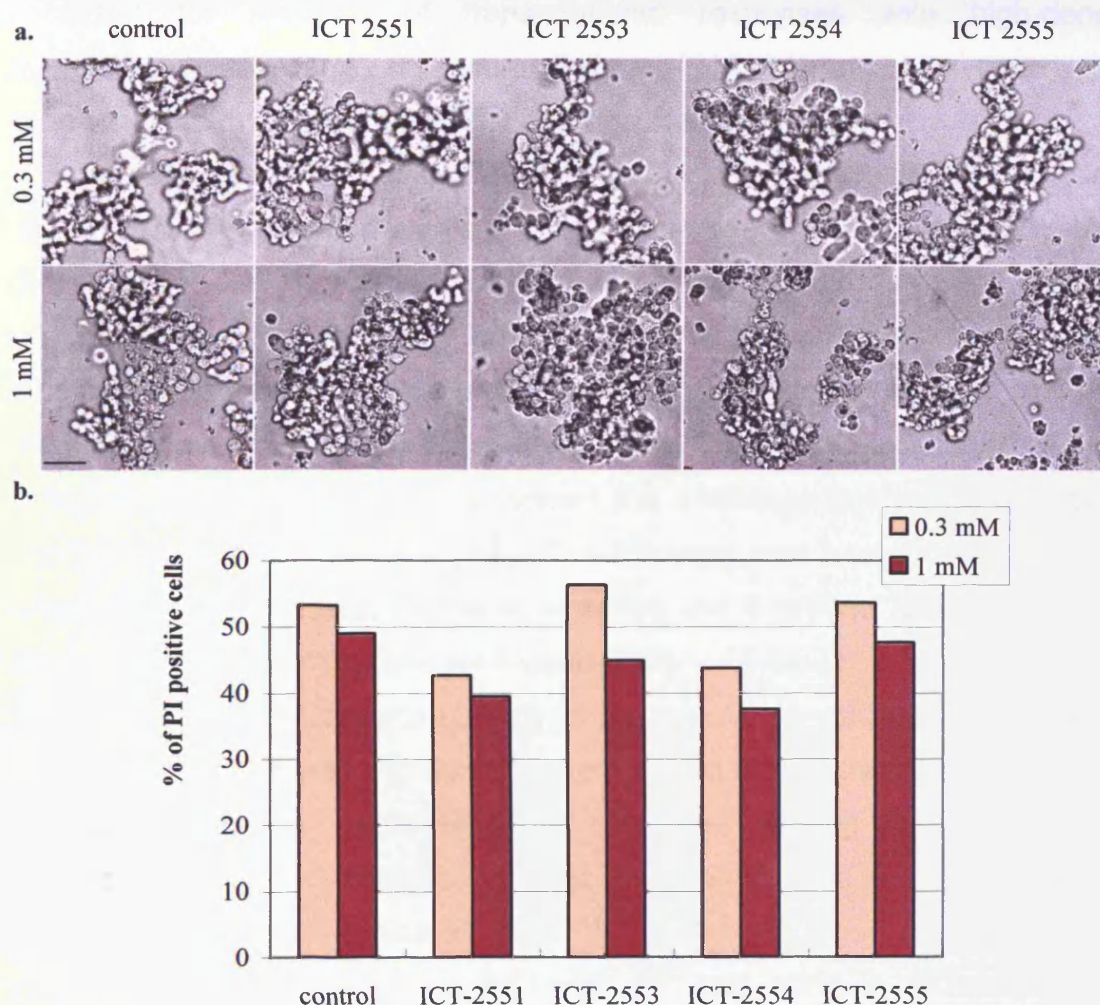 a.
control ICT 2551 ICT 2553 ICT 2554 ICT 2555
0.3 mM
1 mM
b.
0.3 mM
1 mM
% of PI positive cells
60
50
40
30
20
10
0
control ICT-2551 ICT-2553 ICT-2554 ICT-2555